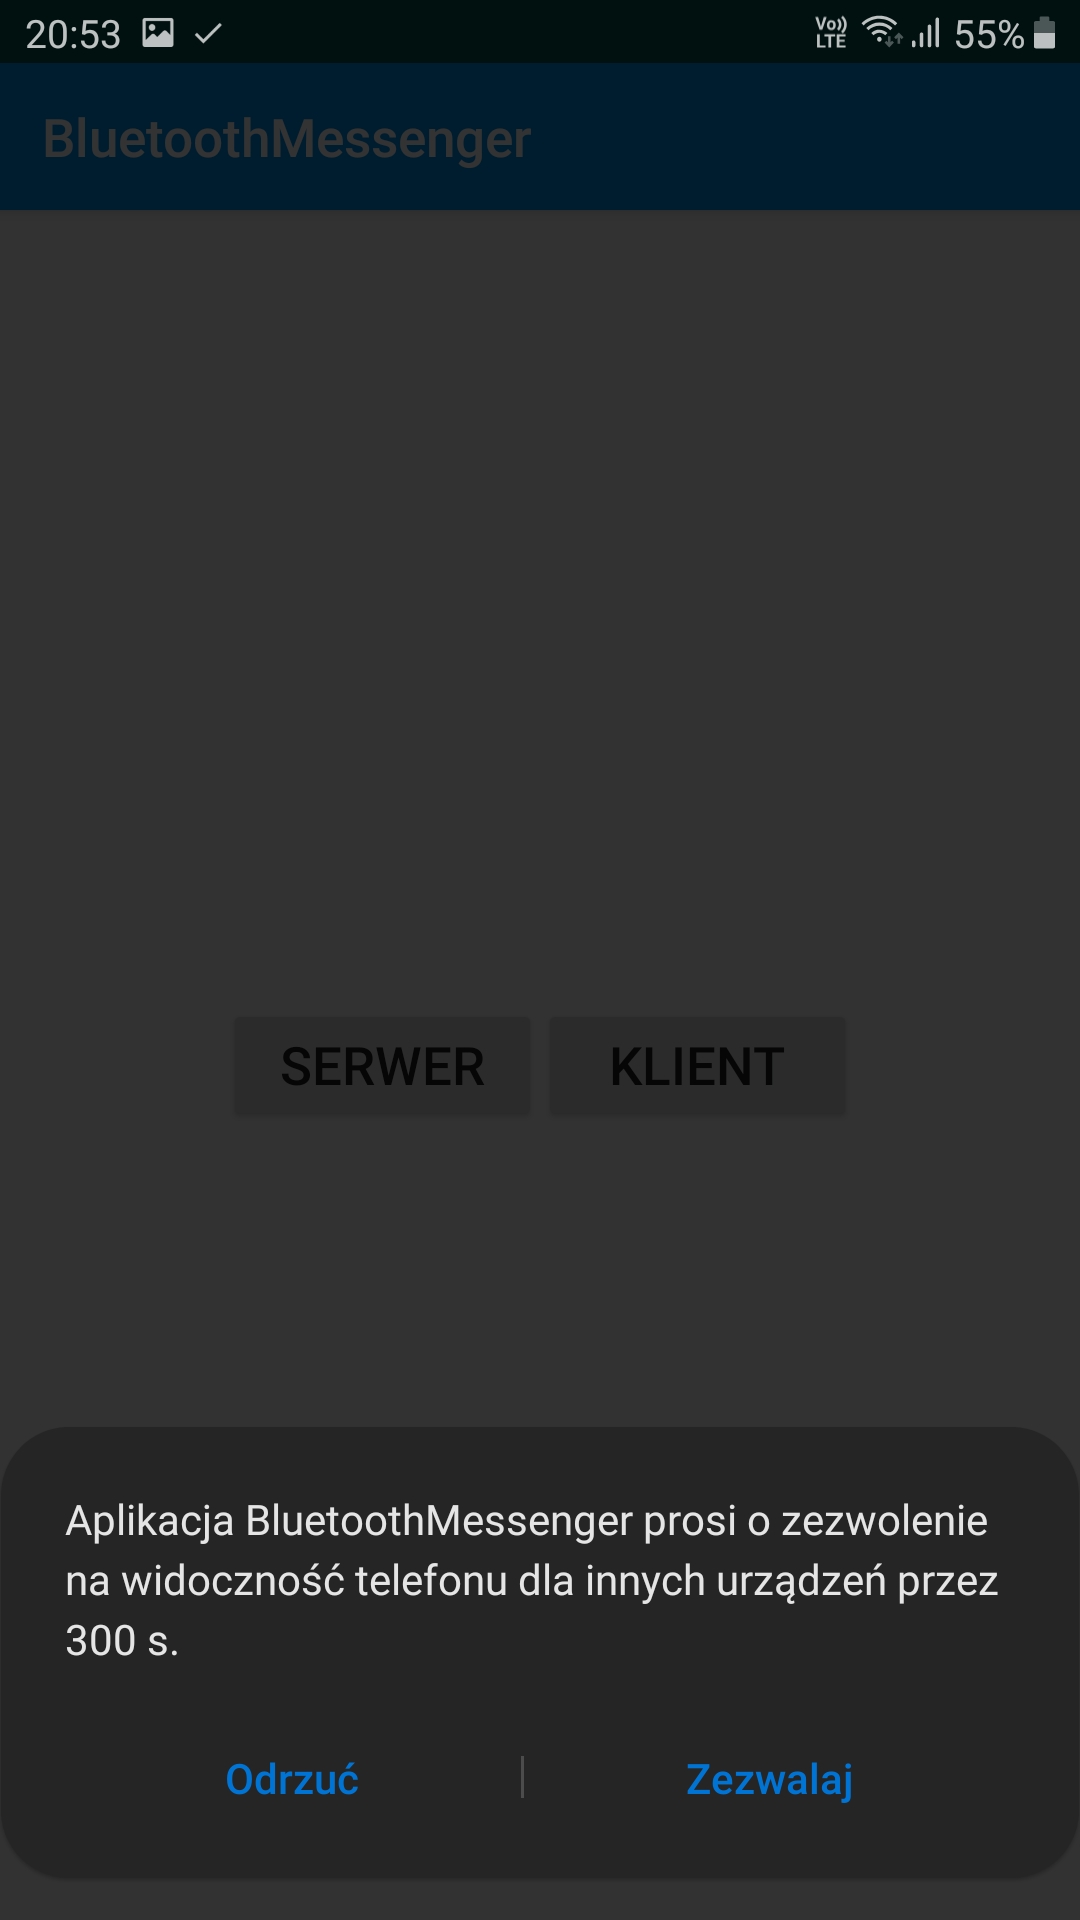 20:53 Vo)) LTE 55%
BluetoothMessenger
SERWER KLIENT
Aplikacja BluetoothMessenger prosi o zezwolenie
na widoczność telefonu dla innych urządzeń przez
300 s.
Odrzuć Zezwalaj